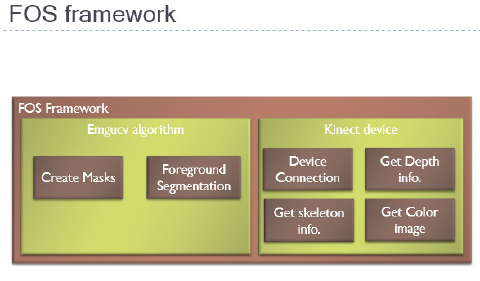 FOS framework
FOS Framework
Emgucv algorithm
Create Masks
Foreground
Segmentation
Kinect device
Device
Connection
Get Depth
info.
Get skeleton
info.
Get Color
image